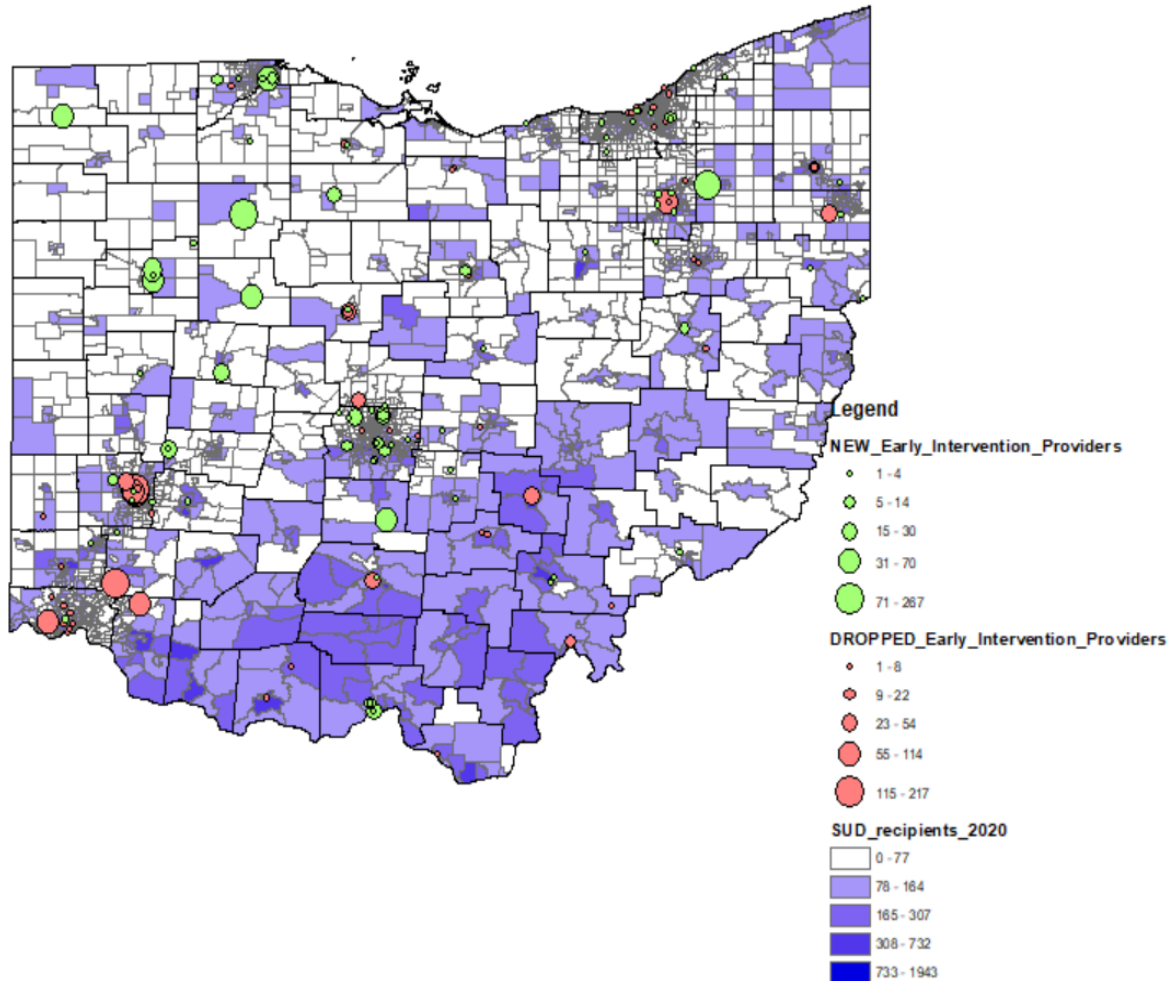 Legend
NEW_Early_Intervention_Providers
1 - 4
5 - 14
15 - 30
31 - 70
71 - 267
DROPPED_Early_Intervention_Providers
1 - 8
9 - 22
23 - 54
55 - 114
115 - 217
SUD_recipients_2020
0 - 77
78 - 164
165 - 307
308 - 732
733 - 1943